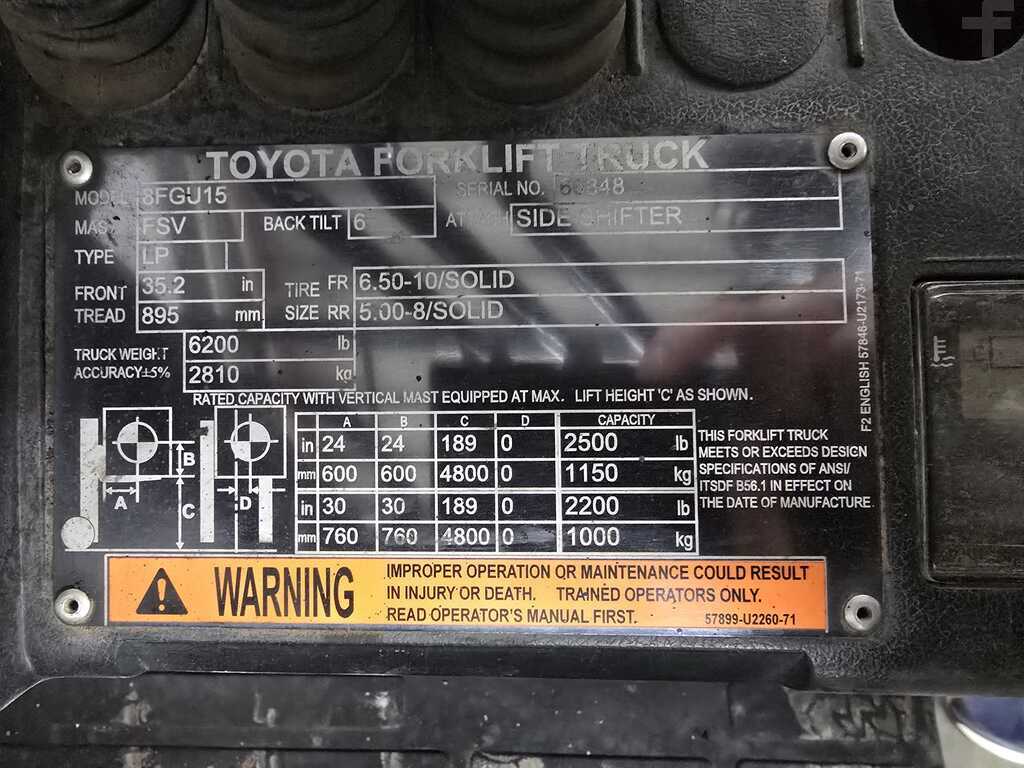 TOYOTA FORKLIFT TRUCK
MODEL 8FGU15 SERIAL NO.
MAST FSV BACK TILT 6 ATTACH SIDE SHIFTER
TYPE LP
FRONT TREAD 35.2 in
895 mm
TIRE SIZE FR 6.50-10/SOLID
RR 5.00-8/SOLID
TRUCK WEIGHT 6200 lb
ACCURACY±5% 2810 kg
RATED CAPACITY WITH VERTICAL MAST EQUIPPED AT MAX. LIFT HEIGHT 'C' AS SHOWN.
A B C D CAPACITY
in 24 24 189 0 2500 lb
mm 600 600 4800 0 1150 kg
in 30 30 189 0 2200 lb
mm 760 760 4800 0 1000 kg
A B C D
THIS FORKLIFT TRUCK
MEETS OR EXCEEDS DESIGN
SPECIFICATIONS OF ANSI/
ITSDF B56.1 IN EFFECT ON
THE DATE OF MANUFACTURE.
F2 ENGLISH 57846-U2173-71
WARNING
IMPROPER OPERATION OR MAINTENANCE COULD RESULT
IN INJURY OR DEATH. TRAINED OPERATORS ONLY.
READ OPERATOR'S MANUAL FIRST.
57899-U2260-71